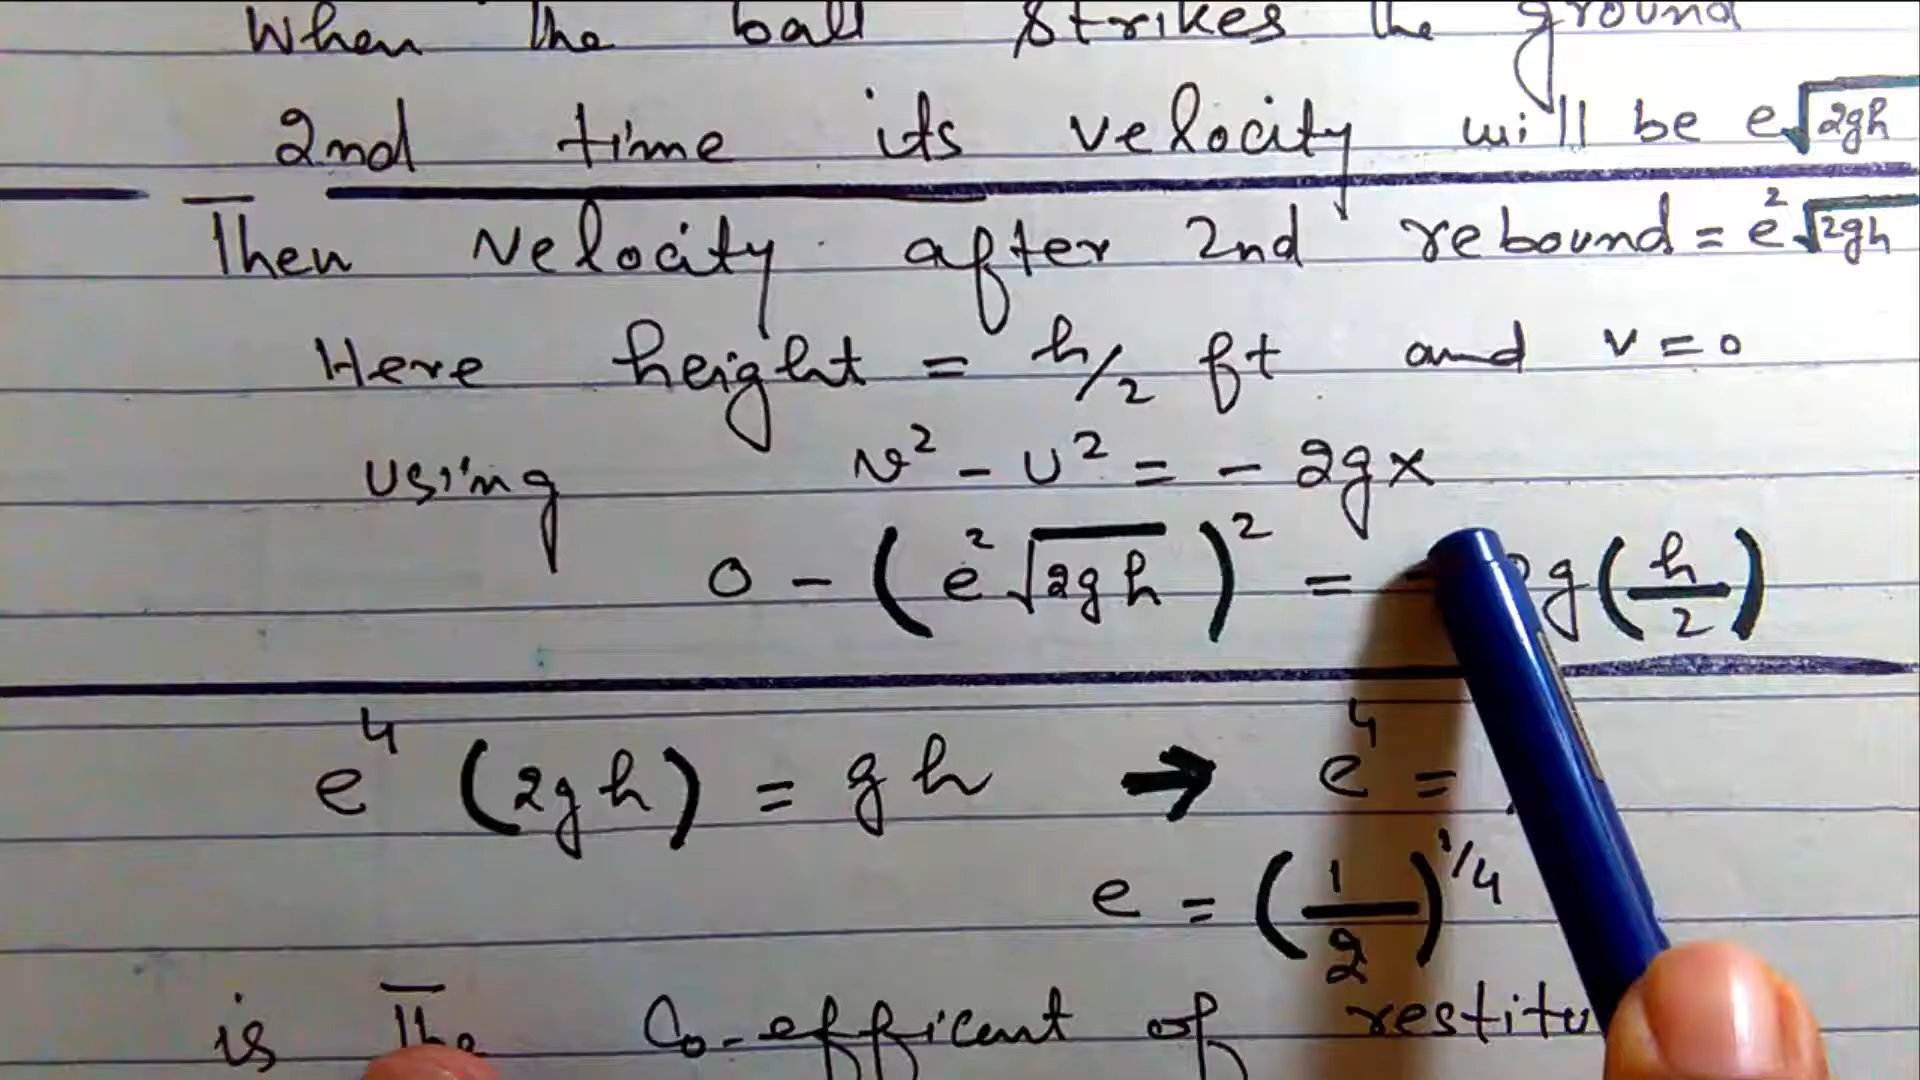 When the ball strikes the ground
2nd time its velocity will be e√2gh
Then velocity after 2nd rebound = e²√2gh
Here height = h/2 ft and v=0
using v² - u² = - 2gx
0 - (e²√2gh)² = g(h/2)
e⁴ (2gh) = gh → e⁴ =
e = (1/2)^1/4
is The Co-efficent of